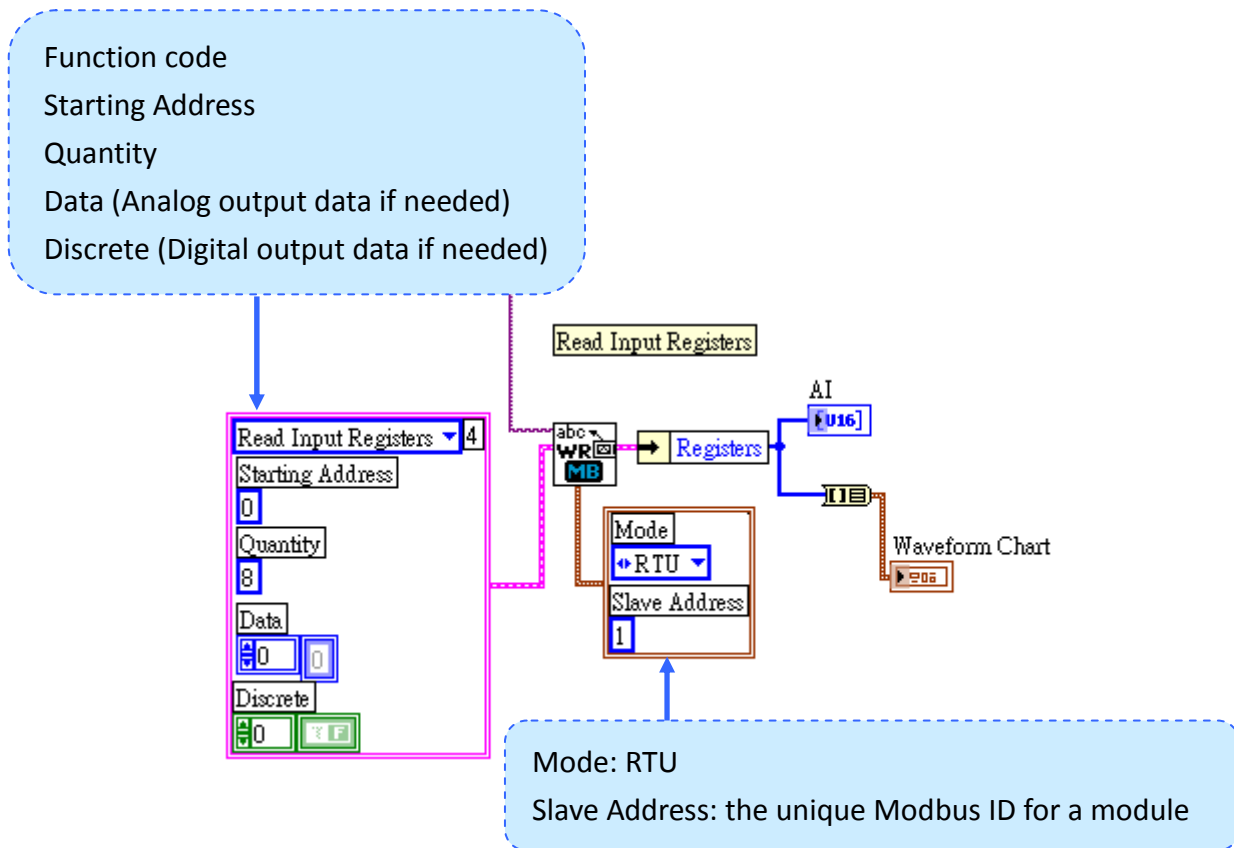 Function code
Starting Address
Quantity
Data (Analog output data if needed)
Discrete (Digital output data if needed)
Read Input Registers
AI
[U16]
Read Input Registers 4
Starting Address
0
Quantity
8
Data
0 0
Discrete
0 F
abc
WR
MB
Registers
Mode
RTU
Slave Address
1
Waveform Chart
Mode: RTU
Slave Address: the unique Modbus ID for a module